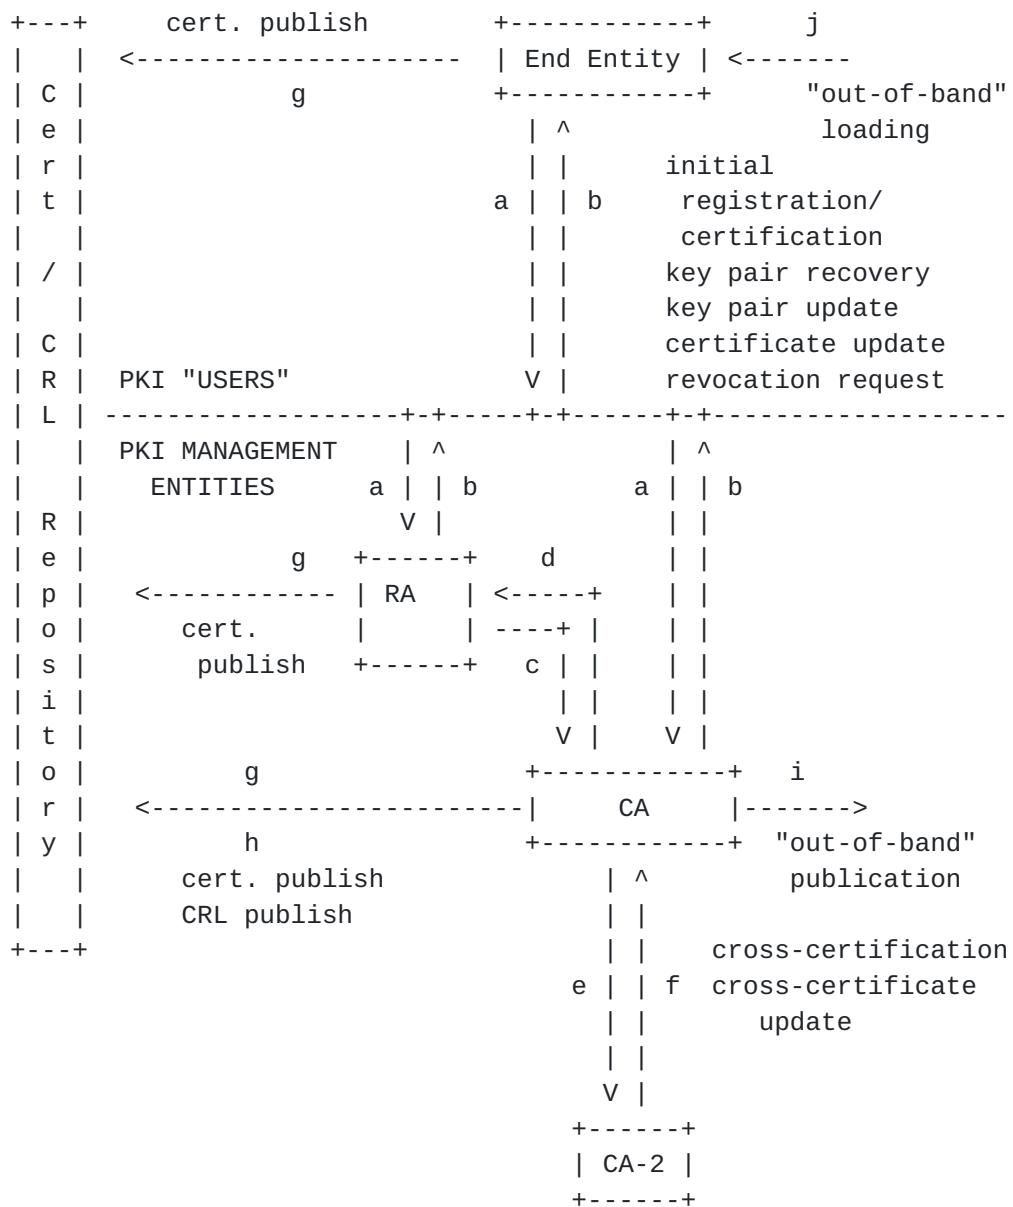 +---+     cert. publish        +------------+      j
|   |  <---------------------  | End Entity | <-------
| C |             g            +------------+      "out-of-band"
| e |                            | ^                loading
| r |                            | |      initial
| t |                          a | | b     registration/
|   |                            | |       certification
| / |                            | |      key pair recovery
|   |                            | |      key pair update
| C |                            | |      certificate update
| R |  PKI "USERS"               V |      revocation request
| L | -------------------+-+-----+-+------+-+-------------------
|   |  PKI MANAGEMENT    | ^              | ^
|   |    ENTITIES      a | | b          a | | b
| R |                    V |              | |
| e |             g   +------+    d       | |
| p |   <------------ | RA   | <-----+    | |
| o |      cert.      |      | ----+ |    | |
| s |       publish   +------+   c | |    | |
| i |                              | |    | |
| t |                              V |    V |
| o |          g                 +------------+   i
| r |   <------------------------|     CA     |------->
| y |          h                 +------------+  "out-of-band"
|   |      cert. publish              | ^         publication
|   |      CRL publish                | |
+---+                                 | |    cross-certification
                                    e | | f  cross-certificate
                                      | |       update
                                      | |
                                      V |
                                    +------+
                                    | CA-2 |
                                    +------+